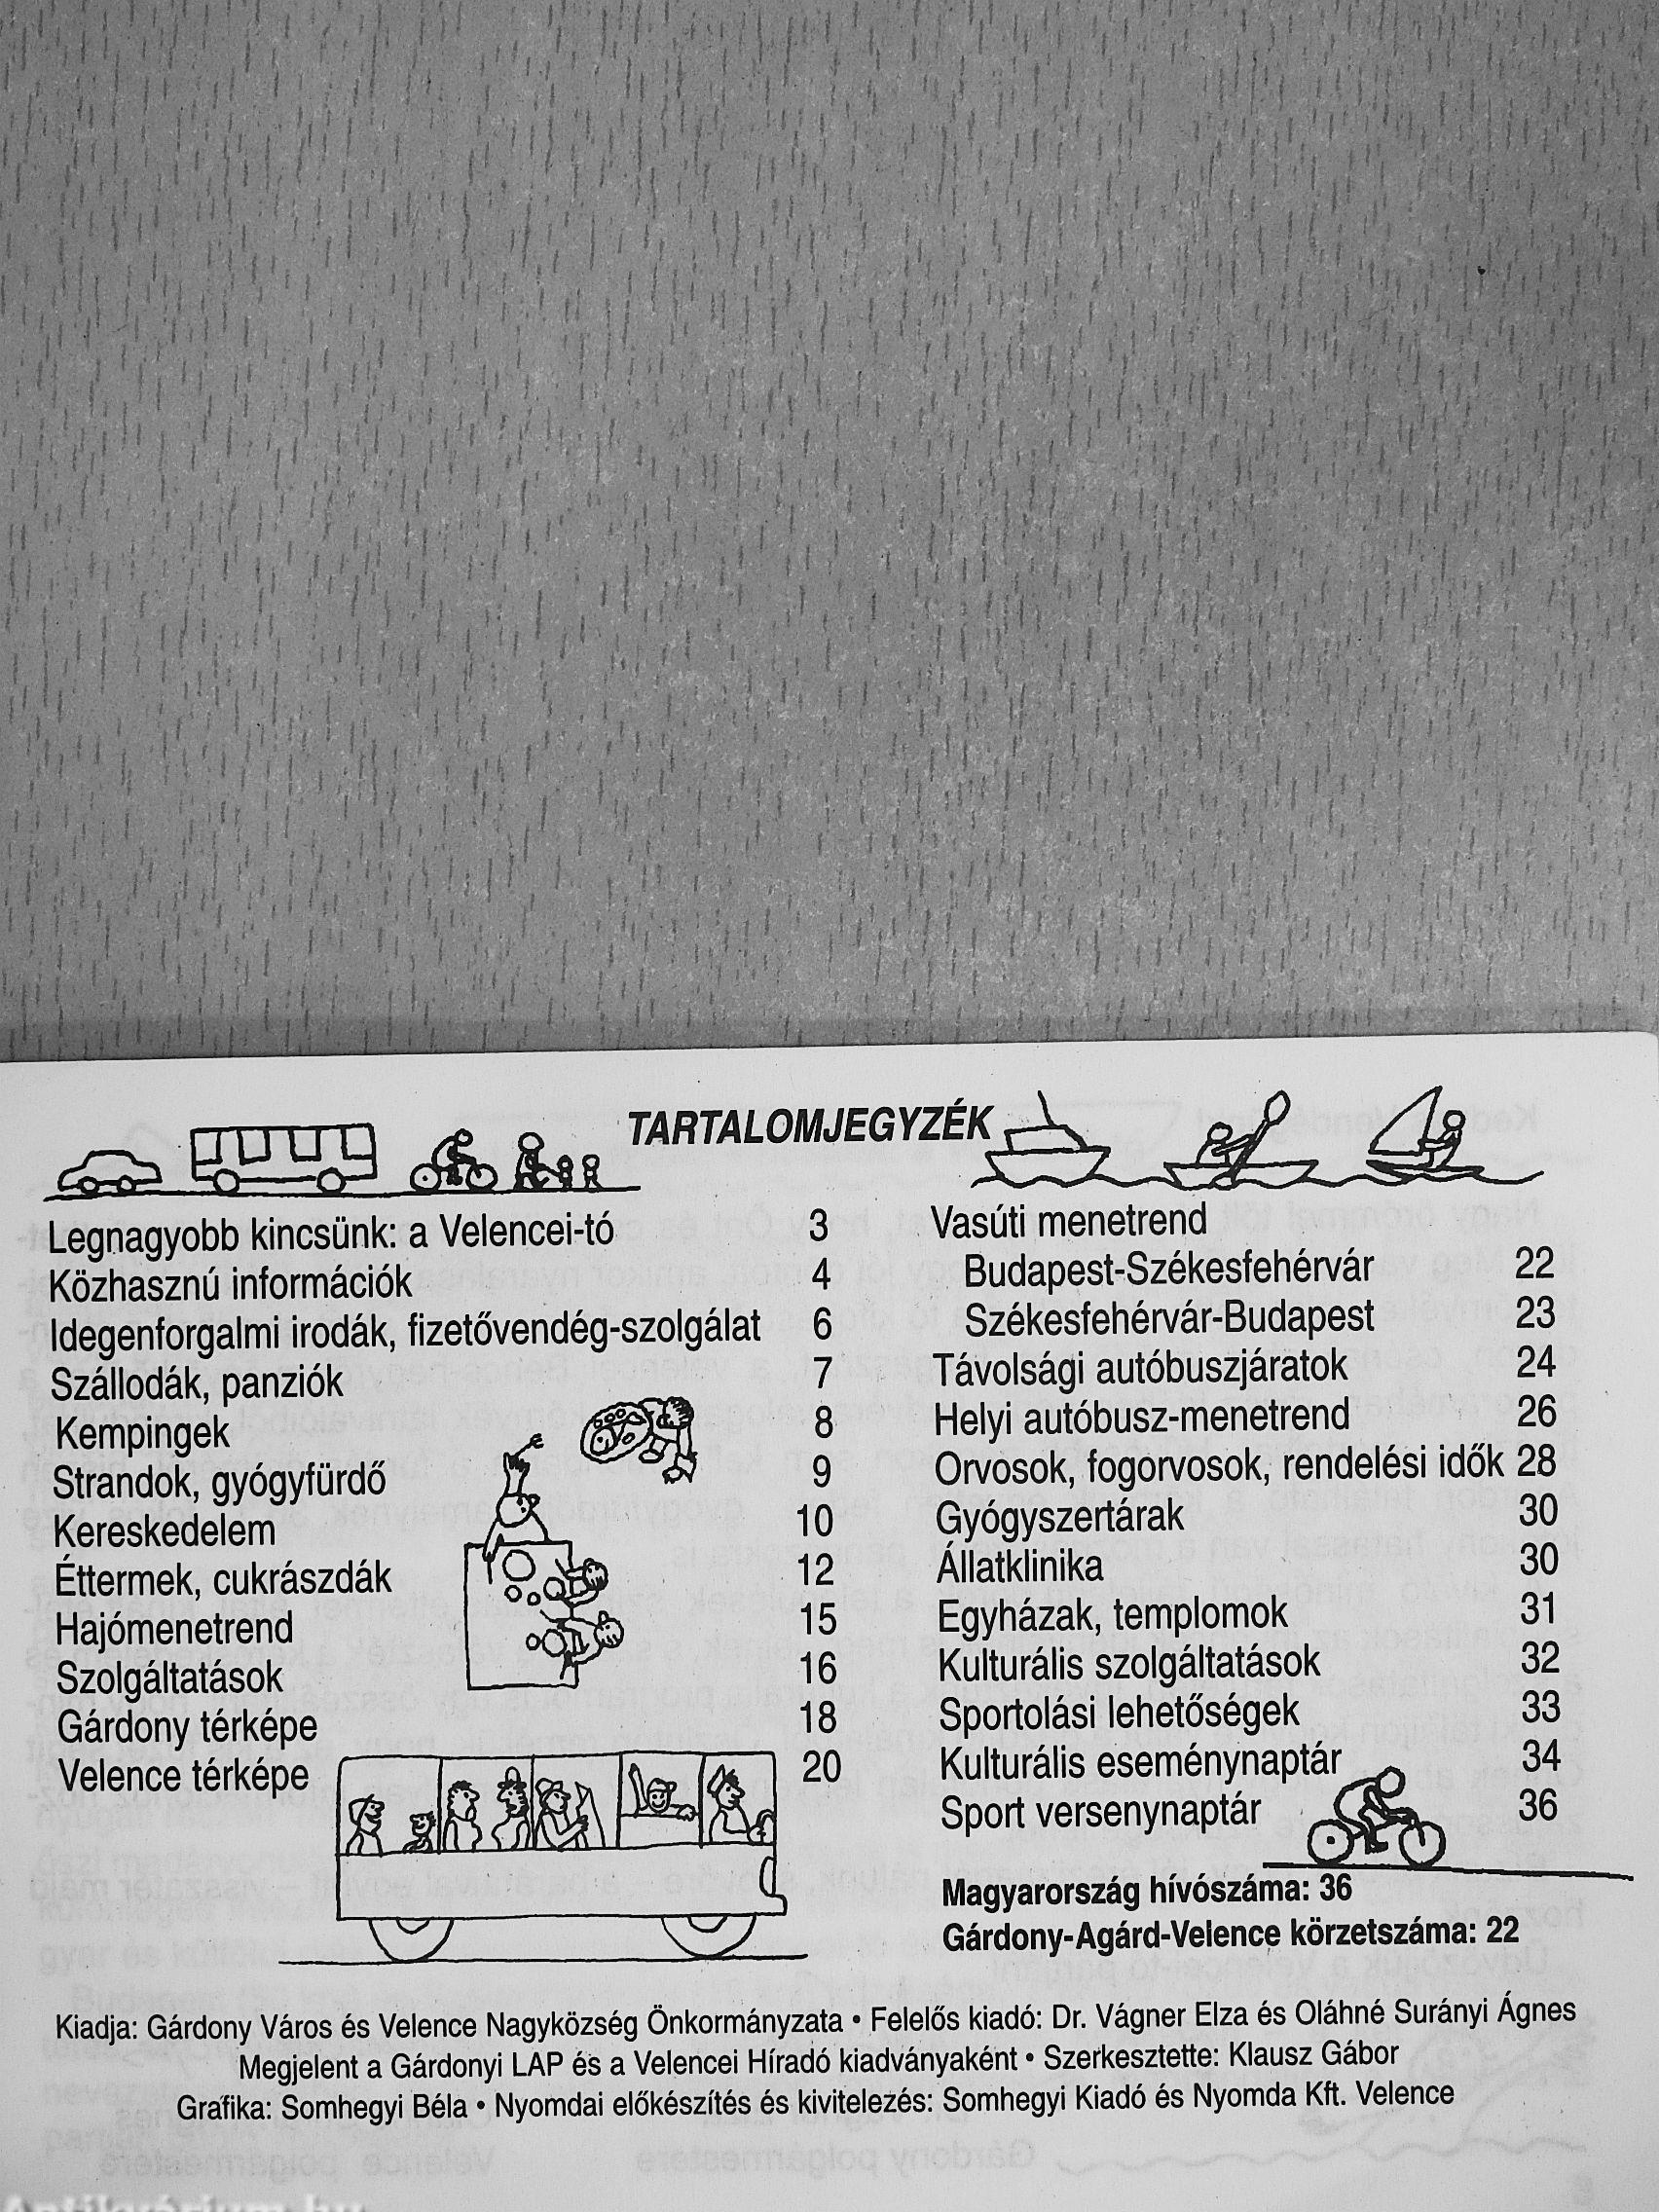 TARTALOMJEGYZÉK
Legnagyobb kincsünk: a Velencei-tó 3
Közhasznú információk 4
Idegenforgalmi irodák, fizetővendég-szolgálat 6
Szállodák, panziók 7
Kempingek 8
Strandok, gyógyfürdő 9
Kereskedelem 10
Éttermek, cukrászdák 12
Hajómenetrend 15
Szolgáltatások 16
Gárdony térképe 18
Velence térképe 20
Vasúti menetrend
Budapest-Székesfehérvár 22
Székesfehérvár-Budapest 23
Távolsági autóbuszjáratok 24
Helyi autóbusz-menetrend 26
Orvosok, fogorvosok, rendelési idők 28
Gyógyszertárak 30
Állatklinika 30
Egyházak, templomok 31
Kulturális szolgáltatások 32
Sportolási lehetőségek 33
Kulturális eseménynaptár 34
Sport versenynaptár 36
Magyarország hívószáma: 36
Gárdony-Agárd-Velence körzetszáma: 22
Kiadja: Gárdony Város és Velence Nagyközség Önkormányzata • Felelős kiadó: Dr. Vágner Elza és Oláhné Surányi Ágnes
Megjelent a Gárdonyi LAP és a Velencei Híradó kiadványaként • Szerkesztette: Klausz Gábor
Grafika: Somhegyi Béla • Nyomdai előkészítés és kivitelezés: Somhegyi Kiadó és Nyomda Kft. Velence